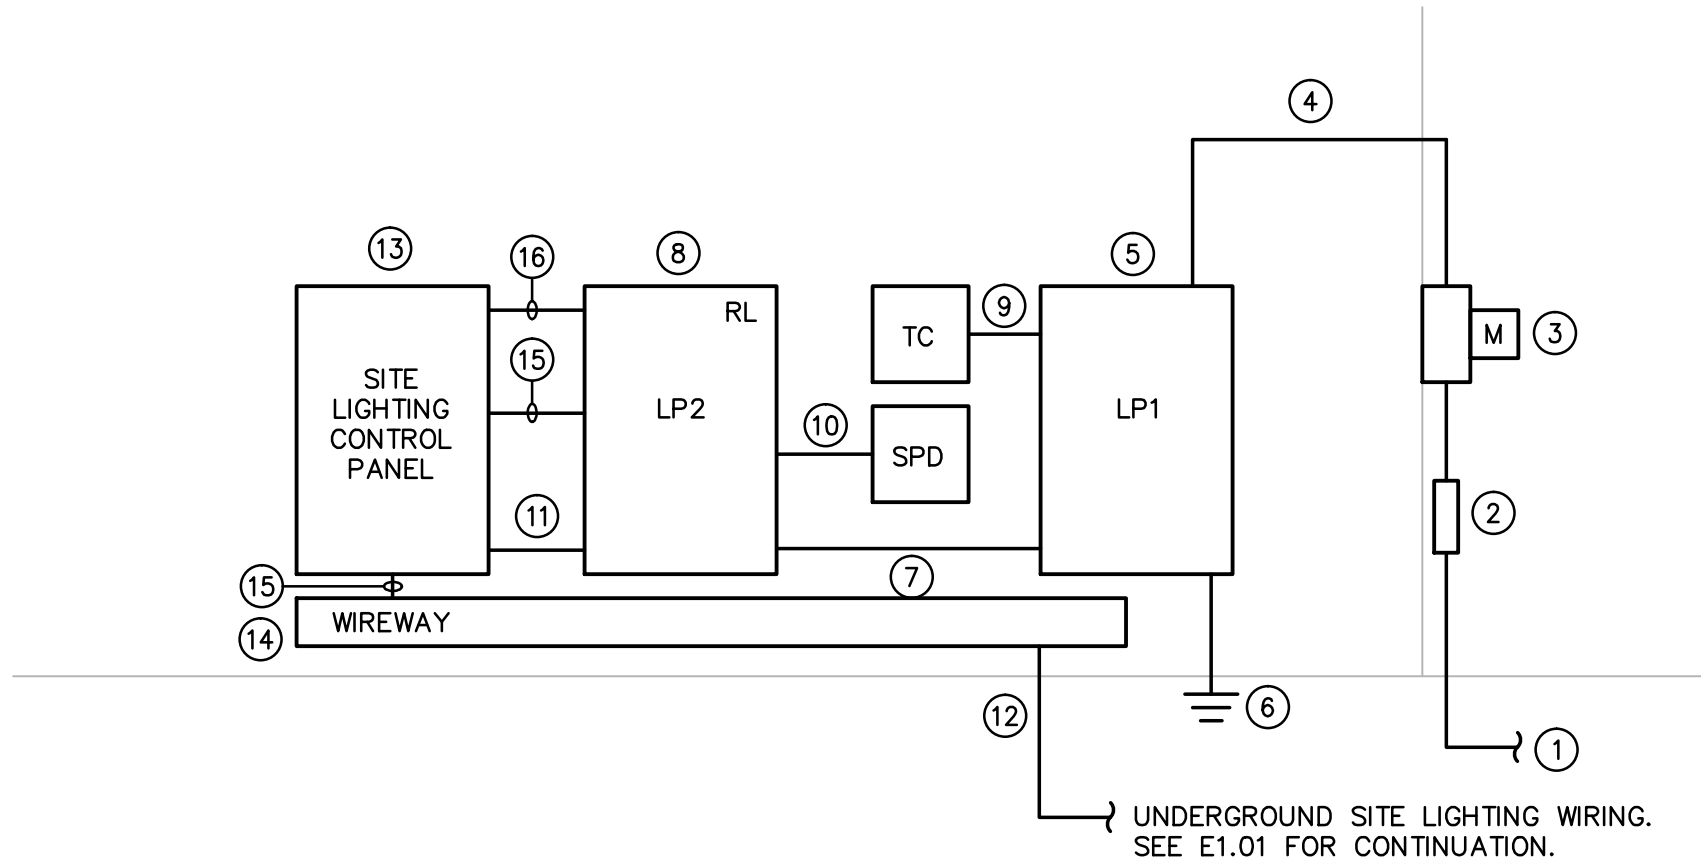 4
13
16
8
5
RL
9
TC
M
3
15
SITE
LIGHTING
CONTROL
PANEL
LP2
LP1
10
SPD
11
2
7
15
WIREWAY
14
12
6
1
UNDERGROUND SITE LIGHTING WIRING.
SEE E1.01 FOR CONTINUATION.